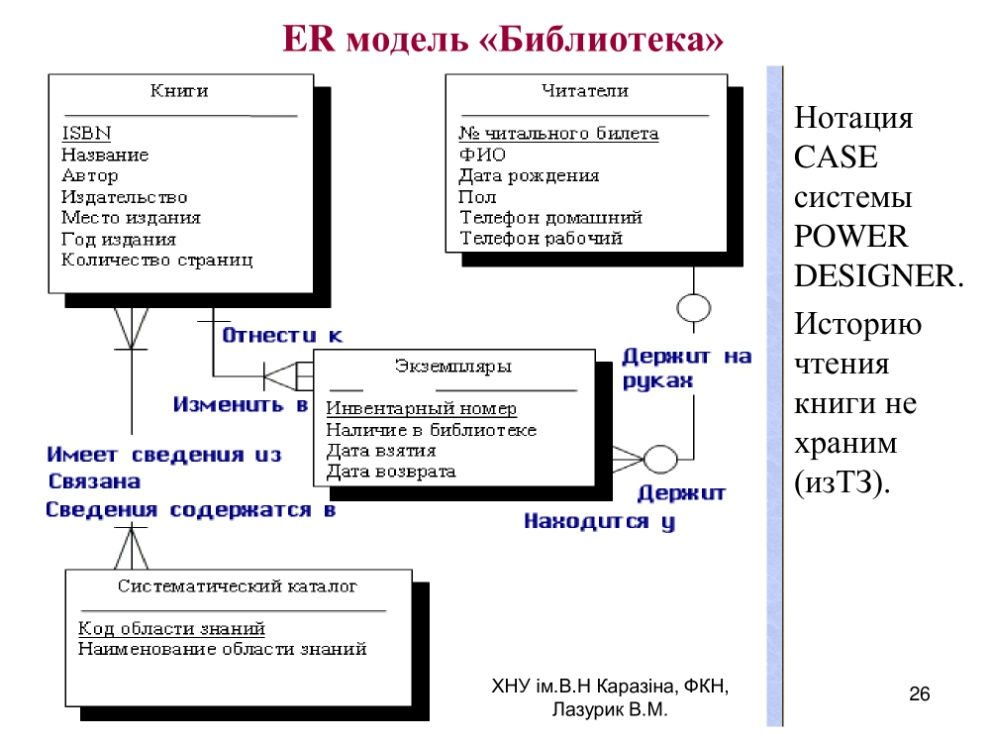 ER модель «Библиотека»
Книги
ISBN
Название
Автор
Издательство
Место издания
Год издания
Количество страниц
Читатели
№ читального билета
ФИО
Дата рождения
Пол
Телефон домашний
Телефон рабочий
Отнести к
Изменить в
Экземпляры
Инвентарный номер
Наличие в библиотеке
Дата взятия
Дата возврата
Держит на
руках
Держит
Находится у
Имеет сведения из
Связана
Сведения содержатся в
Систематический каталог
Код области знаний
Наименование области знаний
Нотация
CASE
системы
POWER
DESIGNER.
Историю
чтения
книги не
храним
(изТЗ).
ХНУ ім.В.Н Каразіна, ФКН,
Лазурик В.М.
26